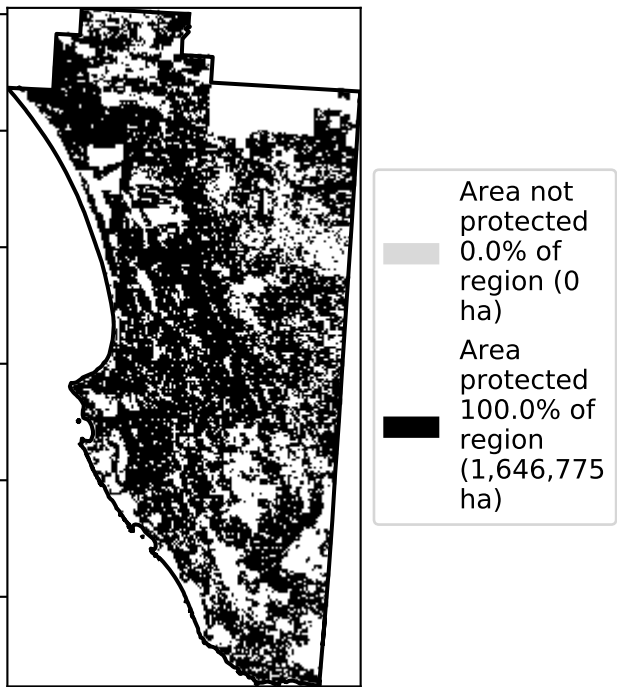 Area not
protected
0.0% of
region (0
ha)
Area
protected
100.0% of
region
(1,646,775
ha)